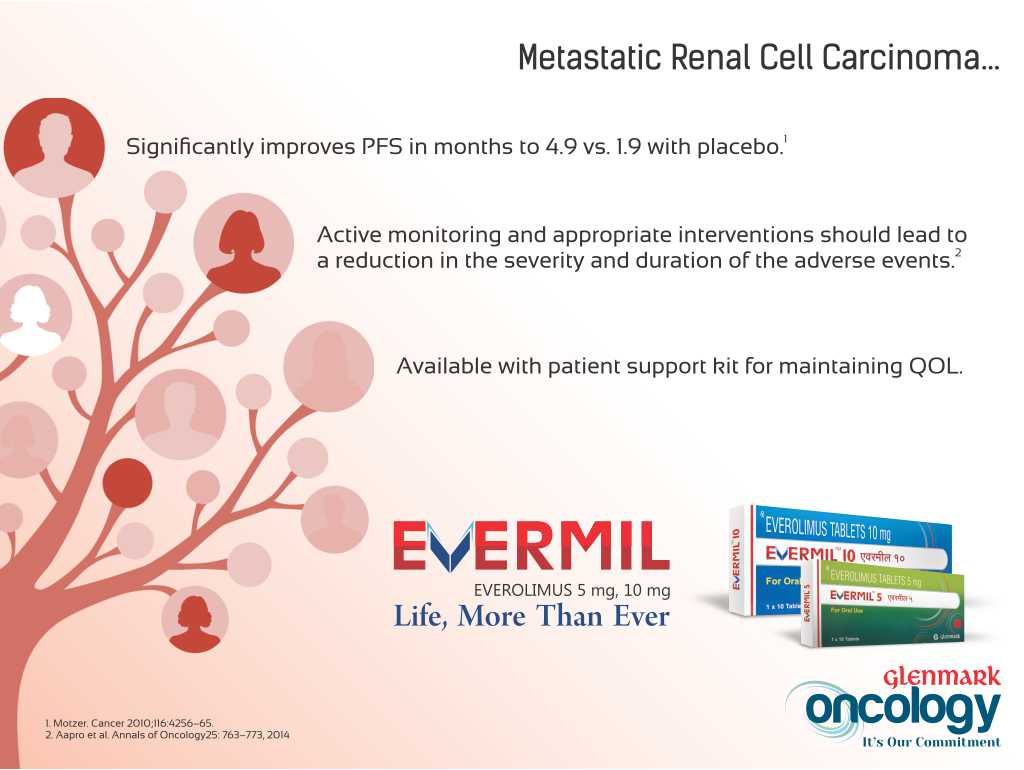 Metastatic Renal Cell Carcinoma...
Significantly improves PFS in months to 4.9 vs. 1.9 with placebo.1
Active monitoring and appropriate interventions should lead to
a reduction in the severity and duration of the adverse events.2
Available with patient support kit for maintaining QOL.
EVERMIL
EVEROLIMUS 5 mg, 10 mg
Life, More Than Ever
EVERMIL 10
Rx EVEROLIMUS TABLETS 10 mg
EVERMIL™ 10 एवरमील १०
For Oral
1 x 10 Table
EVERMIL 5
EVEROLIMUS TABLETS 5 mg
EVERMIL 5 एवरमील ५
For Oral Use
1 x 10 Tablets
glenmark
Glenmark
oncology
It's Our Commitment
1. Motzer. Cancer 2010;116:4256–65.
2. Aapro et al. Annals of Oncology25: 763–773, 2014